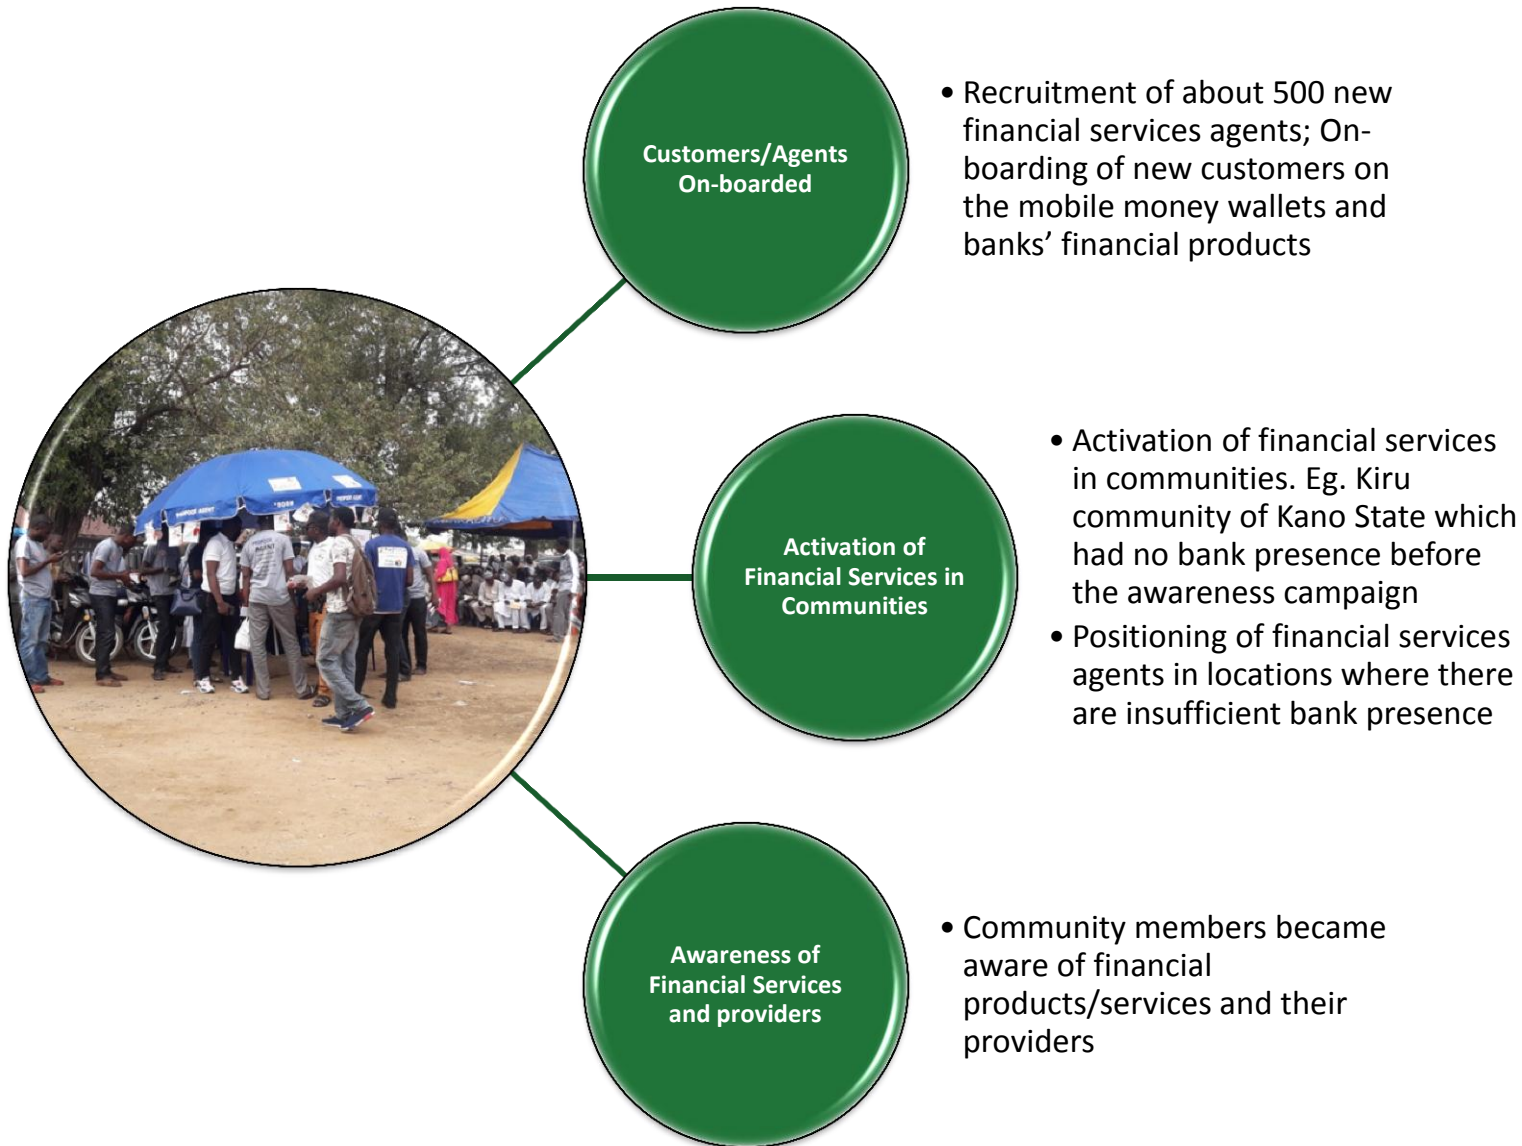 Customers/Agents
On-boarded
• Recruitment of about 500 new
financial services agents; On-
boarding of new customers on
the mobile money wallets and
banks’ financial products
Activation of
Financial Services in
Communities
• Activation of financial services
in communities. Eg. Kiru
community of Kano State which
had no bank presence before
the awareness campaign
• Positioning of financial services
agents in locations where there
are insufficient bank presence
Awareness of
Financial Services
and providers
• Community members became
aware of financial
products/services and their
providers